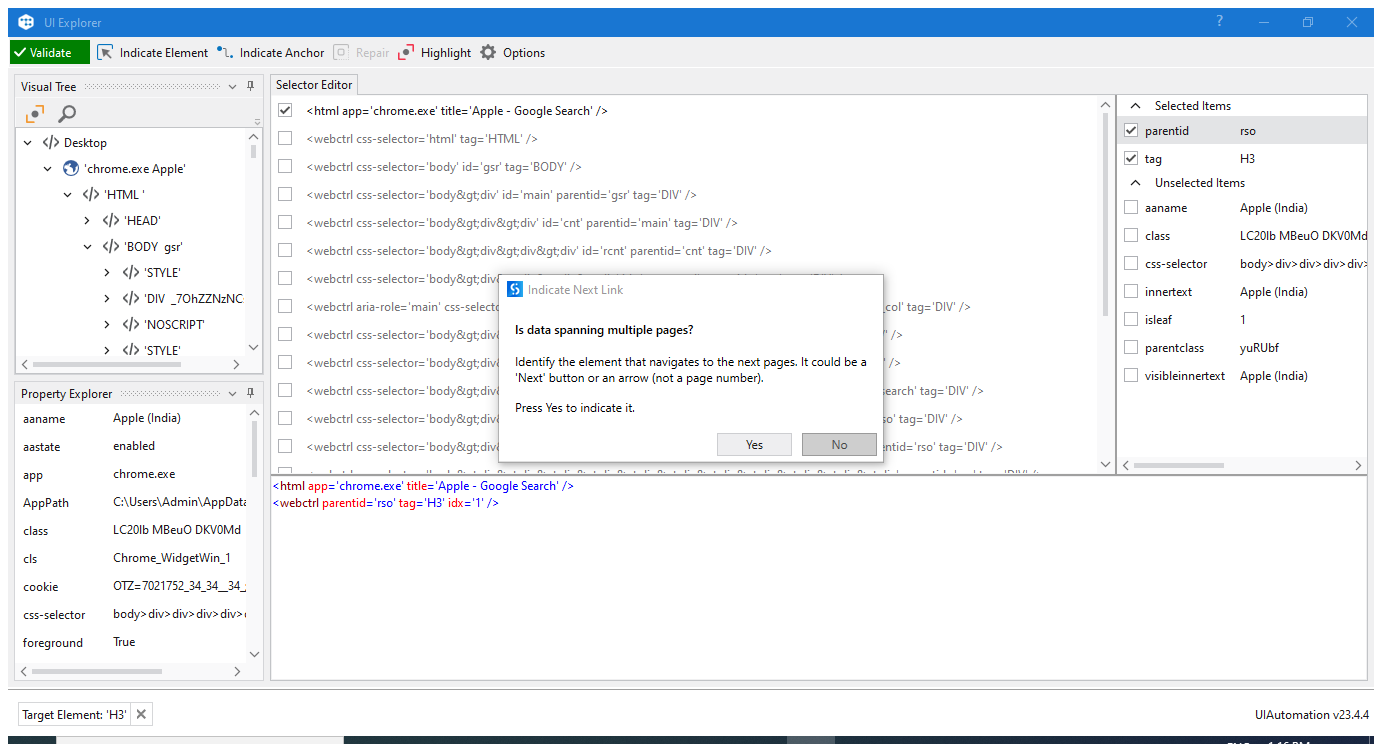 UI Explorer
?
Validate
Indicate Element
Indicate Anchor
Repair
Highlight
Options
Visual Tree
</> Desktop
'chrome.exe Apple'
</> 'HTML '
</> 'HEAD'
</> 'BODY gsr'
</> 'STYLE'
</> 'DIV _7OhZZNzNC
</> 'NOSCRIPT'
</> 'STYLE'
Property Explorer
aaname Apple (India)
aastate enabled
app chrome.exe
AppPath C:\Users\Admin\AppData
class LC20lb MBeuO DKV0Md
cls Chrome_WidgetWin_1
cookie OTZ=7021752_34_34__34_
css-selector body>div>div>div>div>
foreground True
Selector Editor
<html app='chrome.exe' title='Apple - Google Search' />
<webctrl css-selector='html' tag='HTML' />
<webctrl css-selector='body' id='gsr' tag='BODY' />
<webctrl css-selector='body&gt;div' id='main' parentid='gsr' tag='DIV' />
<webctrl css-selector='body&gt;div&gt;div' id='cnt' parentid='main' tag='DIV' />
<webctrl css-selector='body&gt;div&gt;div&gt;div' id='rcnt' parentid='cnt' tag='DIV' />
<webctrl css-selector='body&gt;div&
<webctrl aria-role='main' css-selecto _col' tag='DIV' />
<webctrl css-selector='body&gt;div& ' />
<webctrl css-selector='body&gt;div& ' />
<webctrl css-selector='body&gt;div& search' tag='DIV' />
<webctrl css-selector='body&gt;div& so' tag='DIV' />
<webctrl css-selector='body&gt;div& entid='rso' tag='DIV' />
Indicate Next Link
Is data spanning multiple pages?
Identify the element that navigates to the next pages. It could be a
'Next' button or an arrow (not a page number).
Press Yes to indicate it.
Yes
No
<html app='chrome.exe' title='Apple - Google Search' />
<webctrl parentid='rso' tag='H3' idx='1' />
Selected Items
parentid rso
tag H3
Unselected Items
aaname Apple (India)
class LC20lb MBeuO DKV0Md
css-selector body>div>div>div>div>
innertext Apple (India)
isleaf 1
parentclass yuRUbf
visibleinnertext Apple (India)
Target Element: 'H3'
UIAutomation v23.4.4